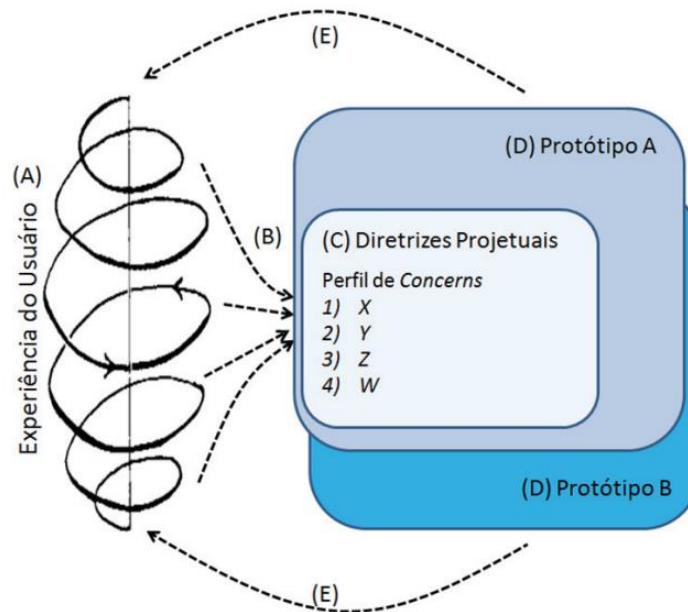 (E)
(D) Protótipo A
(A)
Experiência do Usuário
(B)
(C) Diretrizes Projetuais
Perfil de Concerns
1) X
2) Y
3) Z
4) W
(D) Protótipo B
(E)